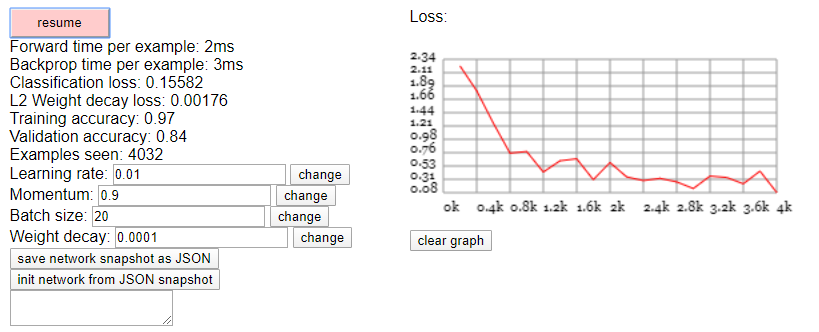 resume
Forward time per example: 2ms
Backprop time per example: 3ms
Classification loss: 0.15582
L2 Weight decay loss: 0.00176
Training accuracy: 0.97
Validation accuracy: 0.84
Examples seen: 4032
Learning rate: 0.01 change
Momentum: 0.9 change
Batch size: 20 change
Weight decay: 0.0001 change
save network snapshot as JSON
init network from JSON snapshot
Loss:
2.34
2.11
1.89
1.66
1.44
1.21
0.98
0.76
0.53
0.31
0.08
0k 0.4k 0.8k 1.2k 1.6k 2k 2.4k 2.8k 3.2k 3.6k 4k
clear graph